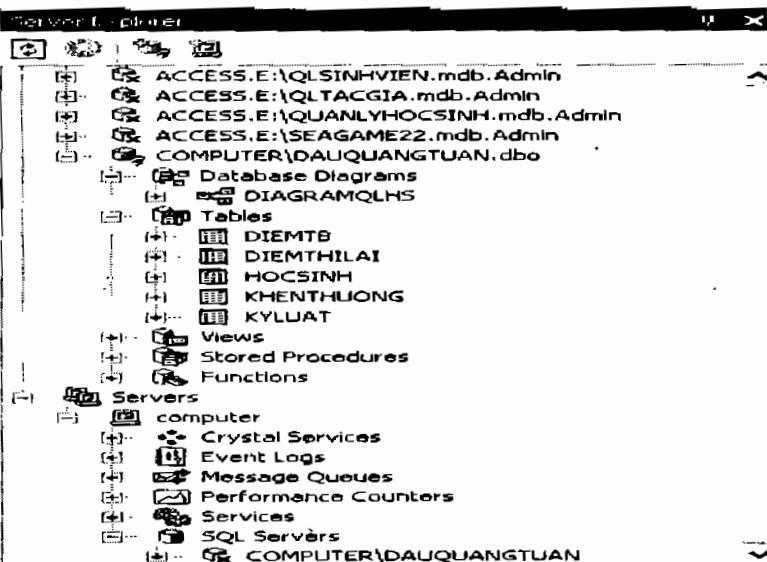 Server Explorer
ACCESS.E:\QLSINHVIEN.mdb.Admin
ACCESS.E:\QLTACGIA.mdb.Admin
ACCESS.E:\QUANLYHOCSINH.mdb.Admin
ACCESS.E:\SEAGAME22.mdb.Admin
COMPUTER\DAUQUANGTUAN.dbo
Database Diagrams
DIAGRAMQLHS
Tables
DIEMTB
DIEMTHILAI
HOCSINH
KHENTHUONG
KYLUAT
Views
Stored Procedures
Functions
Servers
computer
Crystal Services
Event Logs
Message Queues
Performance Counters
Services
SQL Servers
COMPUTER\DAUQUANGTUAN